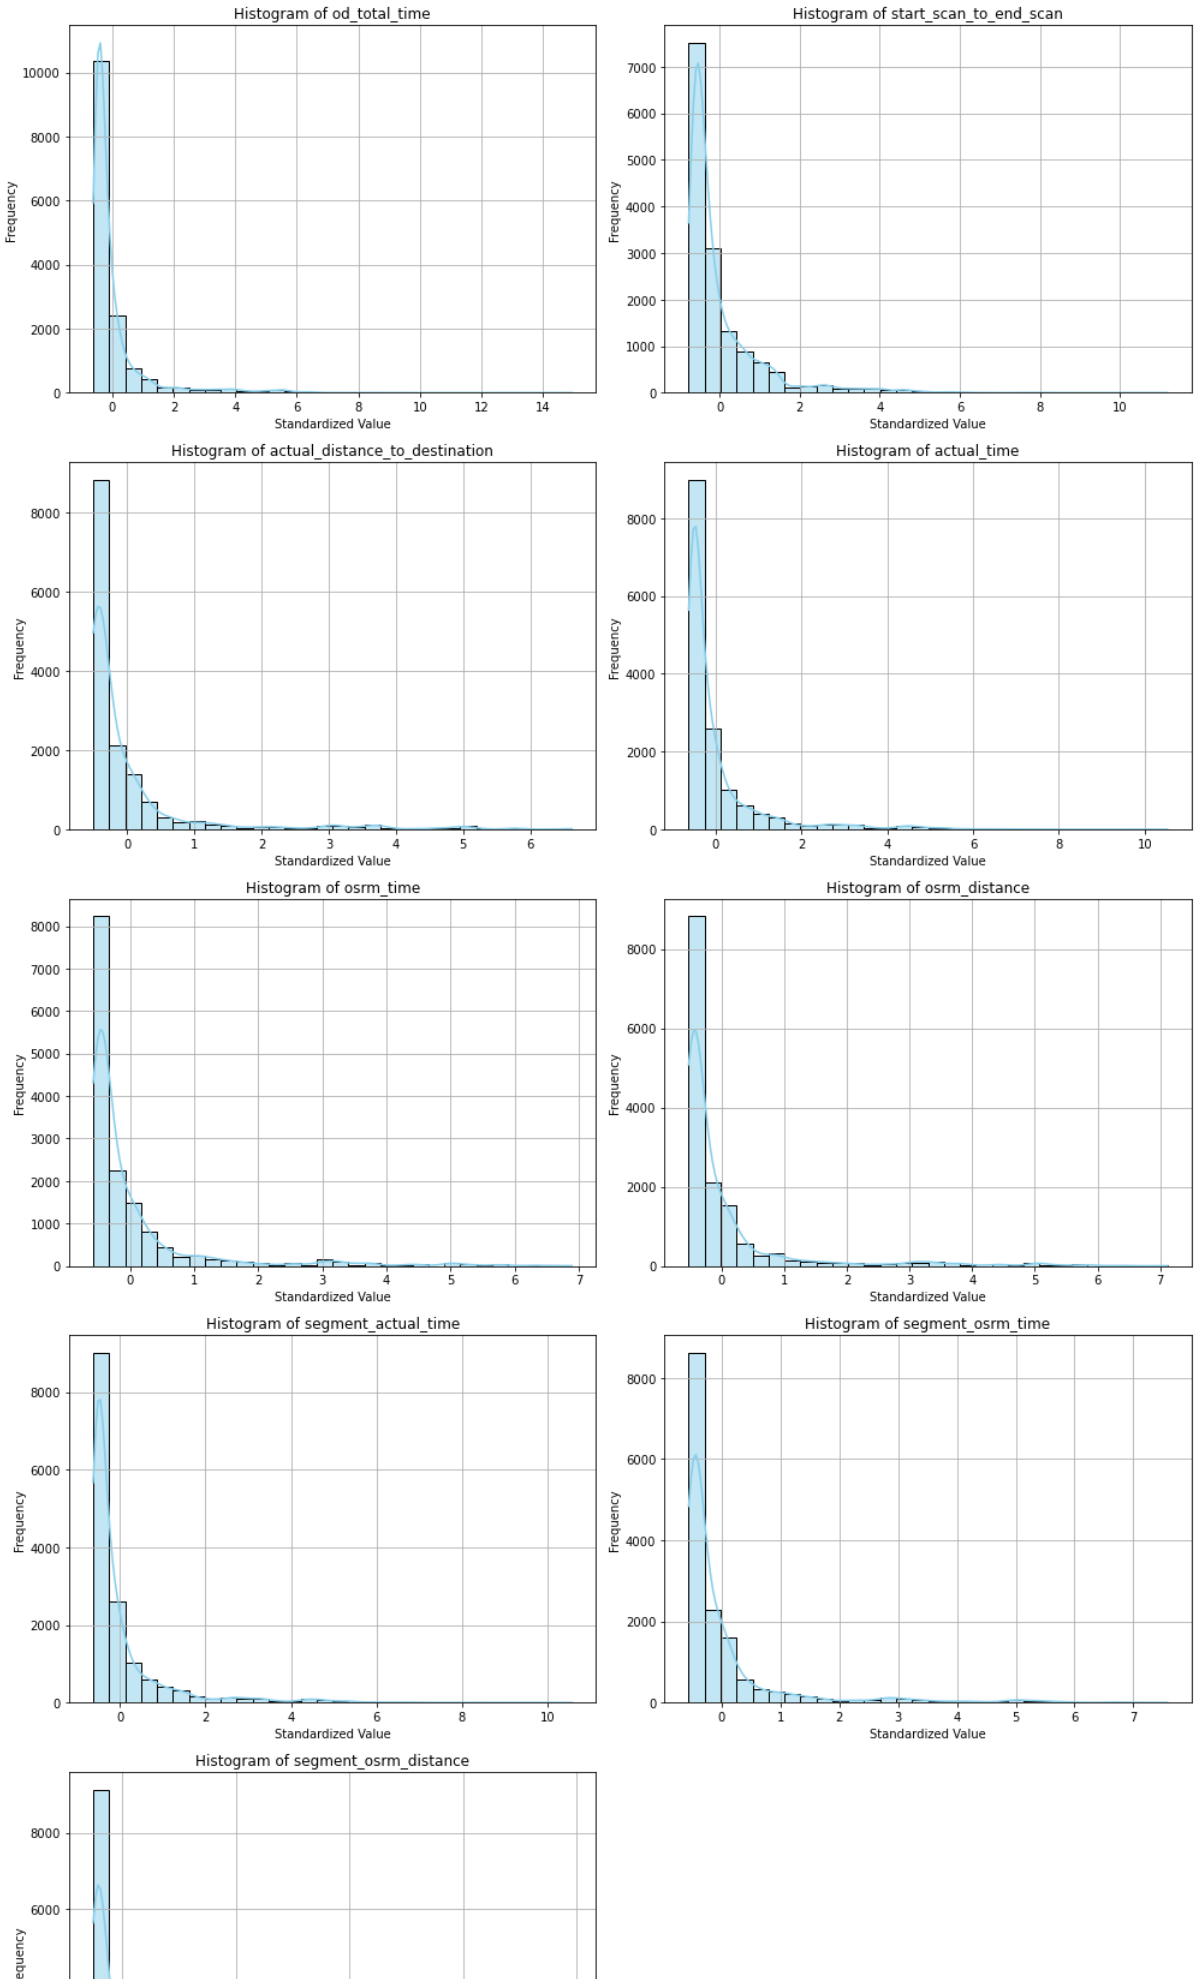 Histogram of od_total_time
10000
8000
6000
4000
2000
0
Frequency
0 2 4 6 8 10 12 14
Standardized Value
Histogram of start_scan_to_end_scan
7000
6000
5000
4000
3000
2000
1000
0
Frequency
0 2 4 6 8 10
Standardized Value
Histogram of actual_distance_to_destination
8000
6000
4000
2000
0
Frequency
0 1 2 3 4 5 6
Standardized Value
Histogram of actual_time
8000
6000
4000
2000
0
Frequency
0 2 4 6 8 10
Standardized Value
Histogram of osrm_time
8000
7000
6000
5000
4000
3000
2000
1000
0
Frequency
0 1 2 3 4 5 6 7
Standardized Value
Histogram of osrm_distance
8000
6000
4000
2000
0
Frequency
0 1 2 3 4 5 6 7
Standardized Value
Histogram of segment_actual_time
8000
6000
4000
2000
0
Frequency
0 2 4 6 8 10
Standardized Value
Histogram of segment_osrm_time
8000
6000
4000
2000
0
Frequency
0 1 2 3 4 5 6 7
Standardized Value
Histogram of segment_osrm_distance
8000
6000
equency